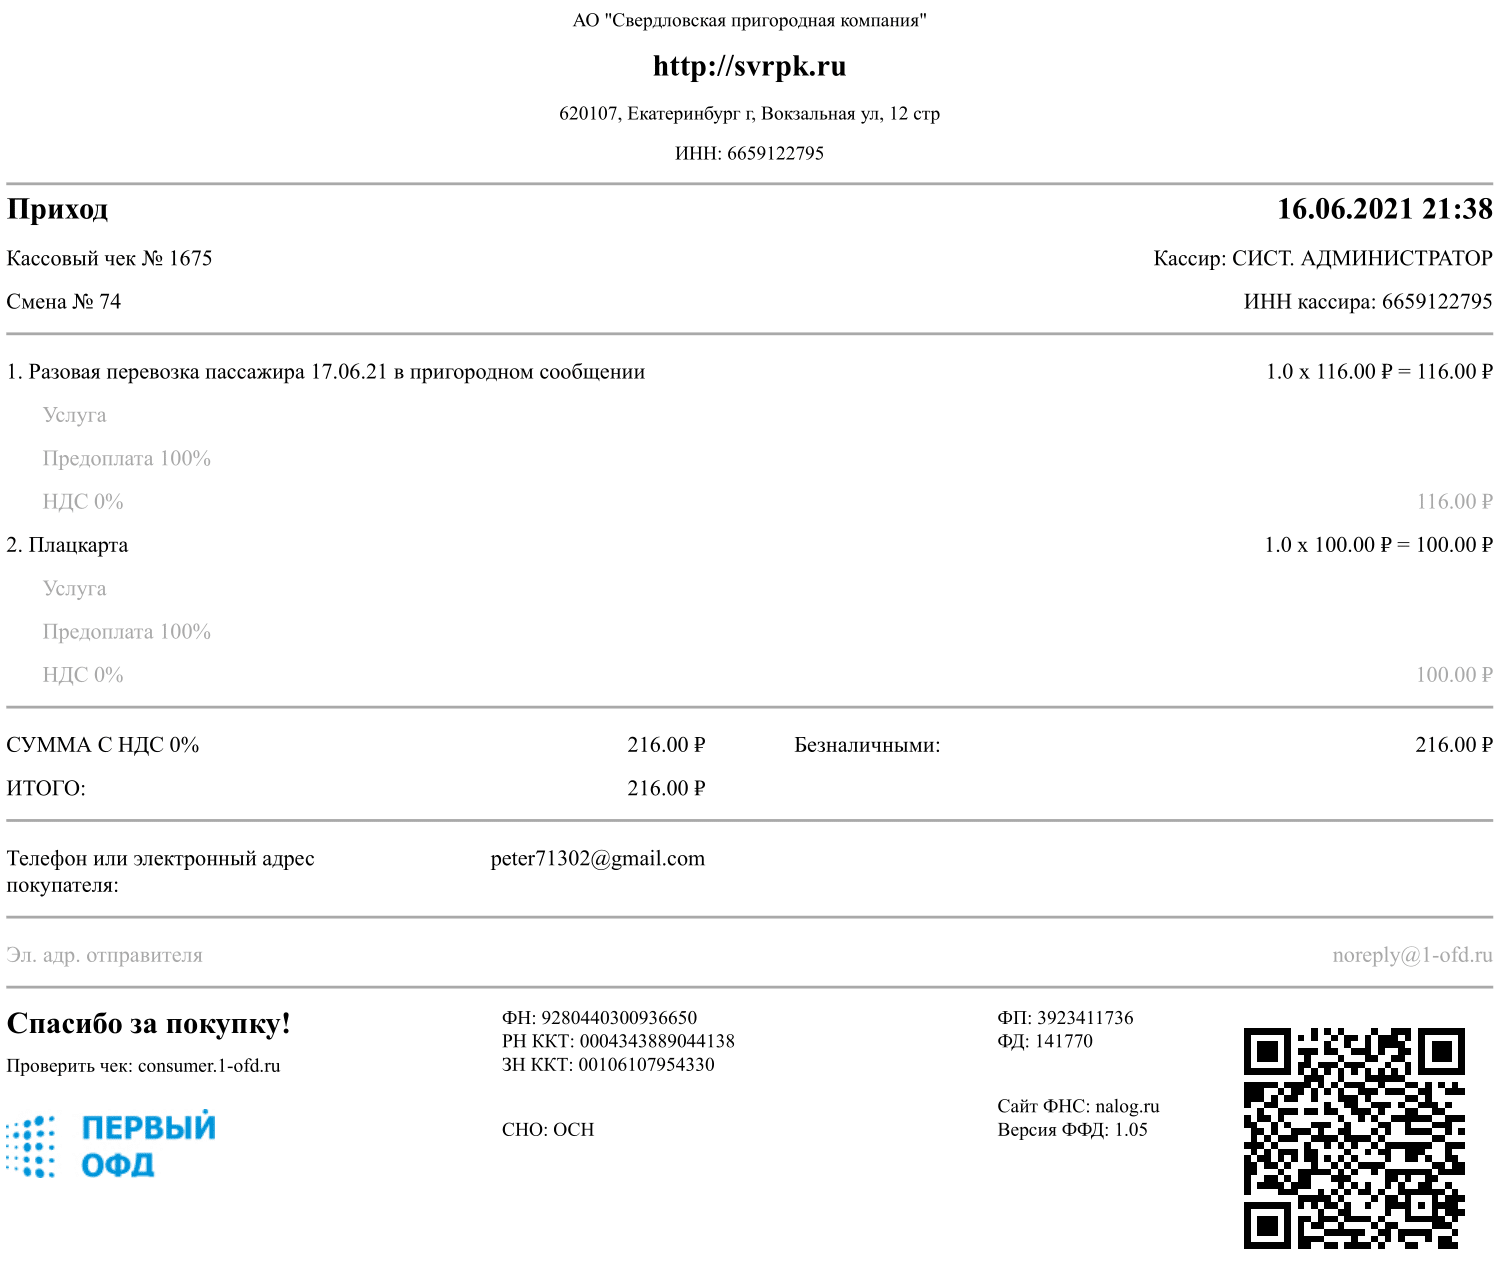 АО "Свердловская пригородная компания"
http://svrpk.ru
620107, Екатеринбург г, Вокзальная ул, 12 стр
ИНН: 6659122795
Приход 16.06.2021 21:38
Кассовый чек № 1675 Кассир: СИСТ. АДМИНИСТРАТОР
Смена № 74 ИНН кассира: 6659122795
1. Разовая перевозка пассажира 17.06.21 в пригородном сообщении 1.0 x 116.00 ₽ = 116.00 ₽
Услуга
Предоплата 100%
НДС 0% 116.00 ₽
2. Плацкарта 1.0 x 100.00 ₽ = 100.00 ₽
Услуга
Предоплата 100%
НДС 0% 100.00 ₽
СУММА С НДС 0% 216.00 ₽ Безналичными: 216.00 ₽
ИТОГО: 216.00 ₽
Телефон или электронный адрес peter71302@gmail.com
покупателя:
Эл. адр. отправителя noreply@1-ofd.ru
Спасибо за покупку!
Проверить чек: consumer.1-ofd.ru
ПЕРВЫЙ
ОФД
ФН: 9280440300936650
РН ККТ: 0004343889044138
ЗН ККТ: 00106107954330
СНО: ОСН
ФП: 3923411736
ФД: 141770
Сайт ФНС: nalog.ru
Версия ФФД: 1.05